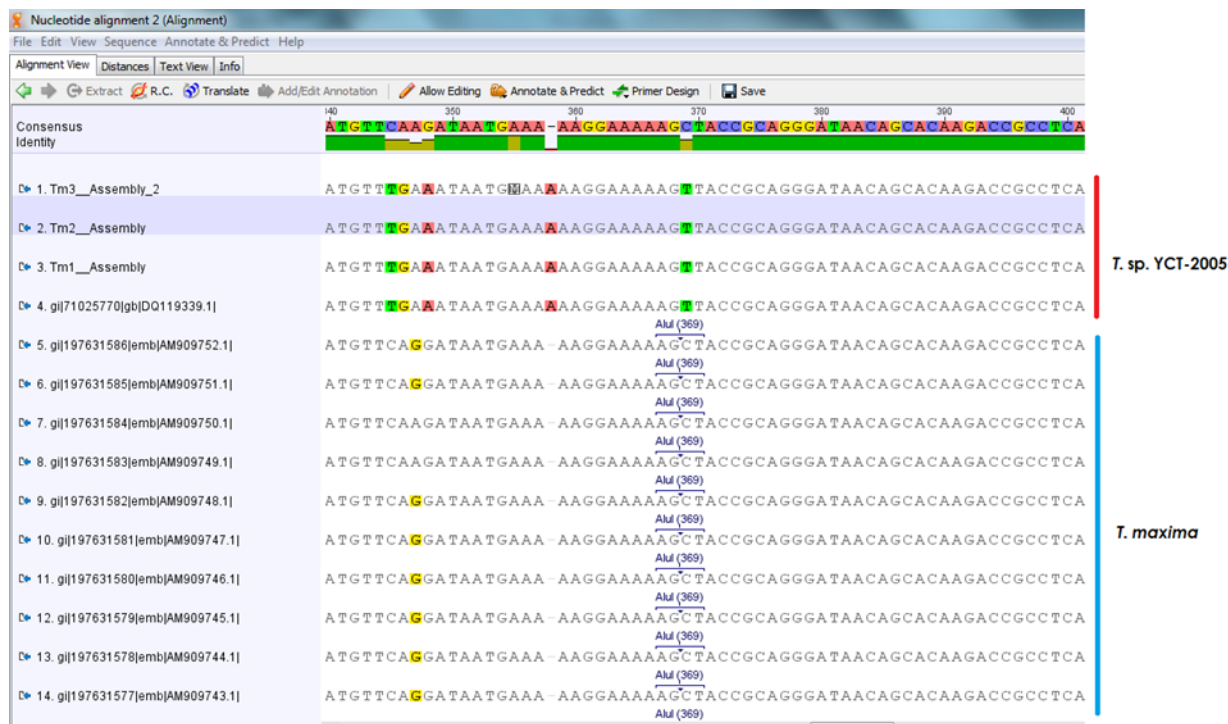 Nucleotide alignment 2 (Alignment)
File Edit View Sequence Annotate & Predict Help
Alignment View Distances Text View Info
Extract R.C. Translate Add/Edit Annotation Allow Editing Annotate & Predict Primer Design Save
40 350 360 370 380 390 400
Consensus ATGTTCAAGATAATGAAA-AAGGAAAAAGCTACCGCAGGGATAACAGCACAAGACCGCCTCA
Identity
1. Tm3__Assembly_2 ATGTTTGAAATAATGMAAAAAGGAAAAAGTTACCGCAGGGATAACAGCACAAGACCGCCTCA
2. Tm2__Assembly ATGTTTGAAATAATGAAAAAAGGAAAAAGTTACCGCAGGGATAACAGCACAAGACCGCCTCA
T. sp. YCT-2005
3. Tm1__Assembly ATGTTTGAAATAATGAAAAAAGGAAAAAGTTACCGCAGGGATAACAGCACAAGACCGCCTCA
4. gi|71025770|gb|DQ119339.1| ATGTTTGAAATAATGAAAAAAGGAAAAAGTTACCGCAGGGATAACAGCACAAGACCGCCTCA
AluI (369)
5. gi|197631586|emb|AM909752.1| ATGTTCAGGATAATGAAA-AAGGAAAAAGCTACCGCAGGGATAACAGCACAAGACCGCCTCA
AluI (369)
6. gi|197631585|emb|AM909751.1| ATGTTCAGGATAATGAAA-AAGGAAAAAGCTACCGCAGGGATAACAGCACAAGACCGCCTCA
AluI (369)
7. gi|197631584|emb|AM909750.1| ATGTTCAAGATAATGAAA-AAGGAAAAAGCTACCGCAGGGATAACAGCACAAGACCGCCTCA
AluI (369)
8. gi|197631583|emb|AM909749.1| ATGTTCAAGATAATGAAA-AAGGAAAAAGCTACCGCAGGGATAACAGCACAAGACCGCCTCA
AluI (369)
9. gi|197631582|emb|AM909748.1| ATGTTCAGGATAATGAAA-AAGGAAAAAGCTACCGCAGGGATAACAGCACAAGACCGCCTCA
AluI (369)
T. maxima
10. gi|197631581|emb|AM909747.1| ATGTTCAGGATAATGAAA-AAGGAAAAAGCTACCGCAGGGATAACAGCACAAGACCGCCTCA
AluI (369)
11. gi|197631580|emb|AM909746.1| ATGTTCAGGATAATGAAA-AAGGAAAAAGCTACCGCAGGGATAACAGCACAAGACCGCCTCA
AluI (369)
12. gi|197631579|emb|AM909745.1| ATGTTCAGGATAATGAAA-AAGGAAAAAGCTACCGCAGGGATAACAGCACAAGACCGCCTCA
AluI (369)
13. gi|197631578|emb|AM909744.1| ATGTTCAGGATAATGAAA-AAGGAAAAAGCTACCGCAGGGATAACAGCACAAGACCGCCTCA
AluI (369)
14. gi|197631577|emb|AM909743.1| ATGTTCAGGATAATGAAA-AAGGAAAAAGCTACCGCAGGGATAACAGCACAAGACCGCCTCA
AluI (369)